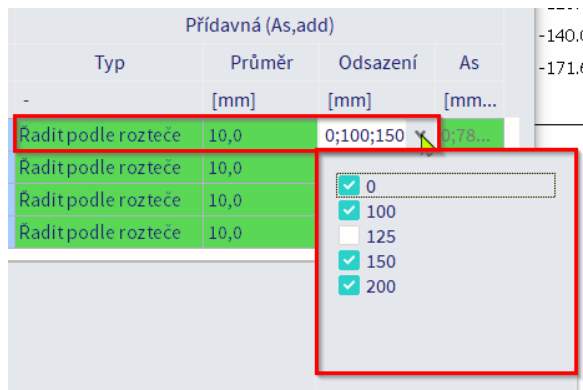 Přídavná (As,add)
-140.0
Typ Průměr Odsazení As
-171.6
- [mm] [mm] [mm...
Řadit podle rozteče 10,0 0;100;150 0;78...
Řadit podle rozteče 10,0
Řadit podle rozteče 10,0
Řadit podle rozteče 10,0
0
100
125
150
200